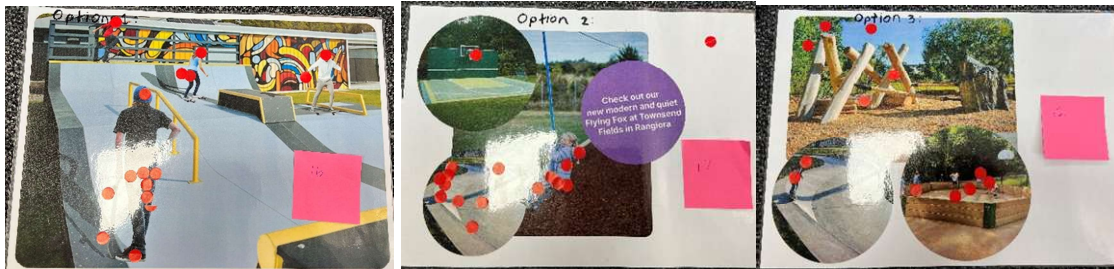 Option 1:
Option 2:
Check out our
new modern and quiet
Flying Fox at Townsend
Fields in Rangiora
17
Option 3: